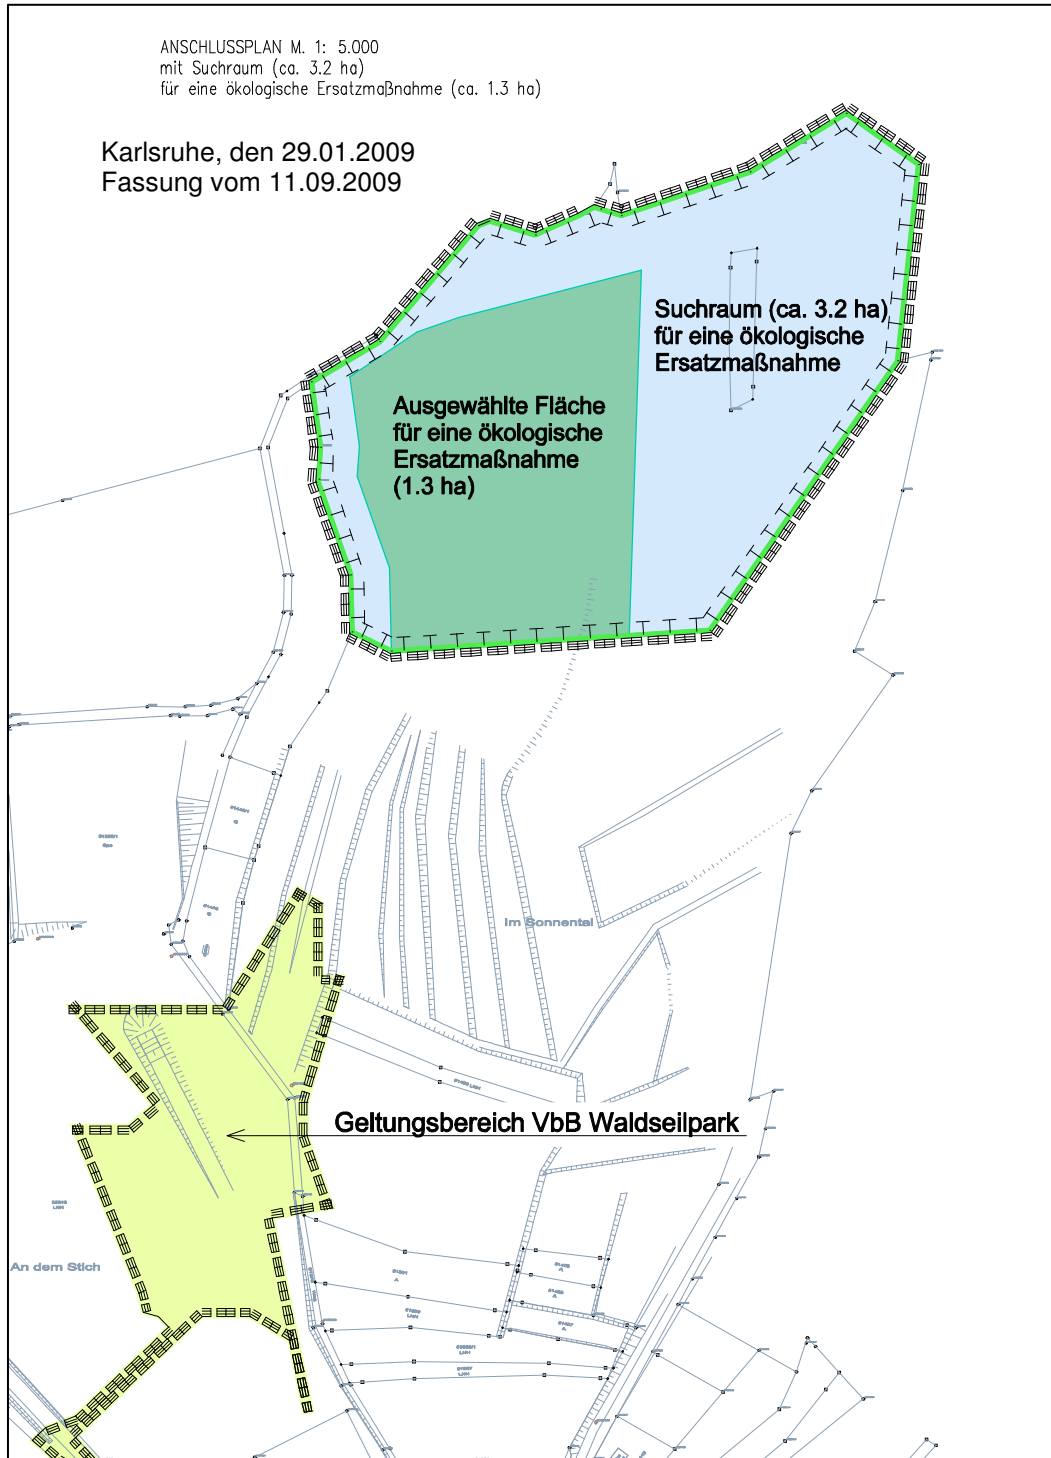 ANSCHLUSSPLAN M. 1: 5.000
mit Suchraum (ca. 3.2 ha)
für eine ökologische Ersatzmaßnahme (ca. 1.3 ha)
Karlsruhe, den 29.01.2009
Fassung vom 11.09.2009
Suchraum (ca. 3.2 ha)
für eine ökologische
Ersatzmaßnahme
Ausgewählte Fläche
für eine ökologische
Ersatzmaßnahme
(1.3 ha)
Im Sonnental
Geltungsbereich VbB Waldseilpark
An dem Stich